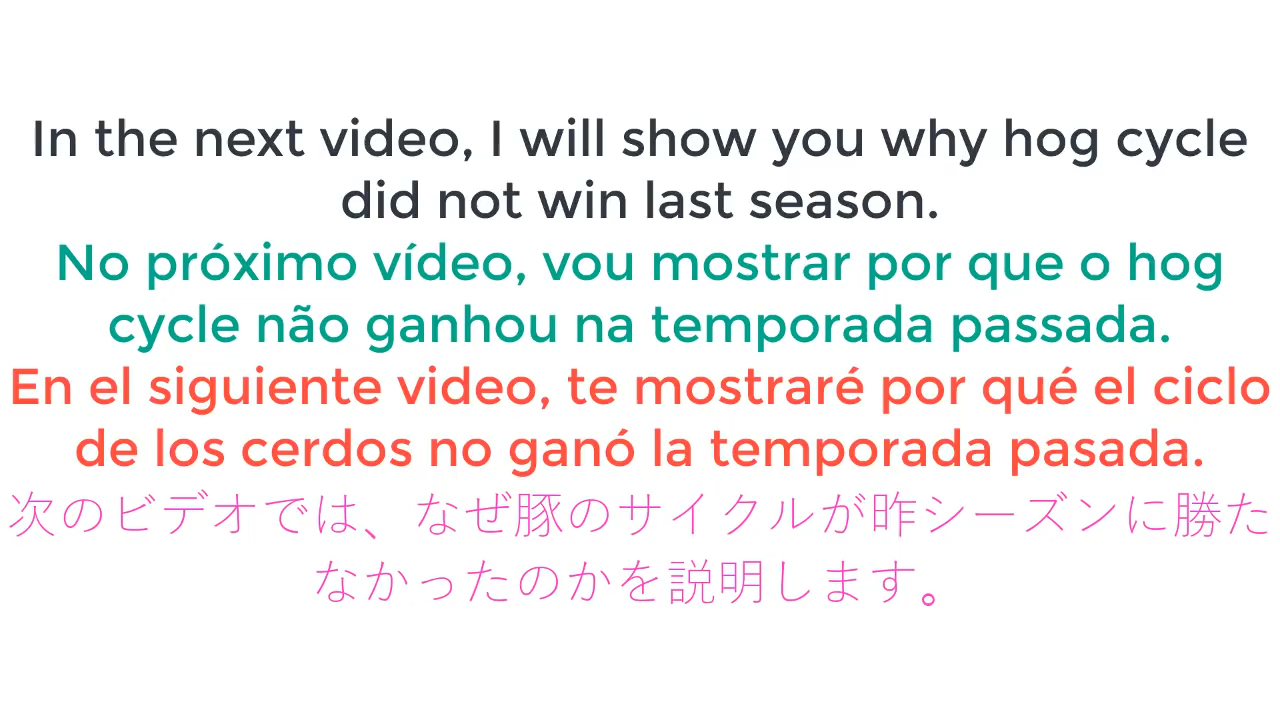 In the next video, I will show you why hog cycle
did not win last season.
No próximo vídeo, vou mostrar por que o hog
cycle não ganhou na temporada passada.
En el siguiente video, te mostraré por qué el ciclo
de los cerdos no ganó la temporada pasada.
次のビデオでは、なぜ豚のサイクルが昨シーズンに勝た
なかったのかを説明します。